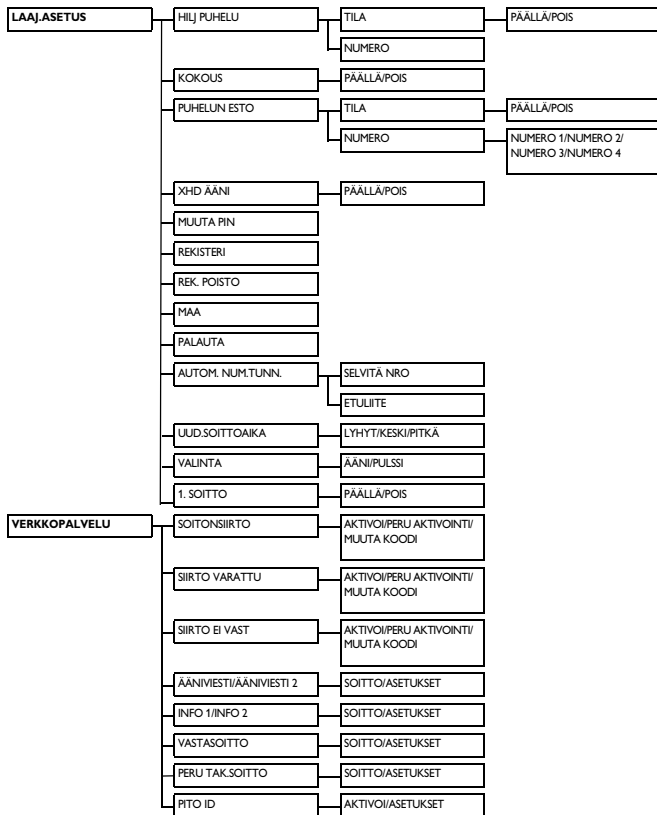 LAAJ.ASETUS
HILJ PUHELU
TILA
PÄÄLLÄ/POIS
NUMERO
KOKOUS
PÄÄLLÄ/POIS
PUHELUN ESTO
TILA
PÄÄLLÄ/POIS
NUMERO
NUMERO 1/NUMERO 2/
NUMERO 3/NUMERO 4
XHD ÄÄNI
PÄÄLLÄ/POIS
MUUTA PIN
REKISTERI
REK. POISTO
MAA
PALAUTA
AUTOM. NUM.TUNN.
SELVITÄ NRO
ETULIITE
UUD.SOITTOAIKA
LYHYT/KESKI/PITKÄ
VALINTA
ÄÄNI/PULSSI
1. SOITTO
PÄÄLLÄ/POIS
VERKKOPALVELU
SOITONSIIRTO
AKTIVOI/PERU AKTIVOINTI/
MUUTA KOODI
SIIRTO VARATTU
AKTIVOI/PERU AKTIVOINTI/
MUUTA KOODI
SIIRTO EI VAST
AKTIVOI/PERU AKTIVOINTI/
MUUTA KOODI
ÄÄNIVIESTI/ÄÄNIVIESTI 2
SOITTO/ASETUKSET
INFO 1/INFO 2
SOITTO/ASETUKSET
VASTASOITTO
SOITTO/ASETUKSET
PERU TAK.SOITTO
SOITTO/ASETUKSET
PITO ID
AKTIVOI/ASETUKSET